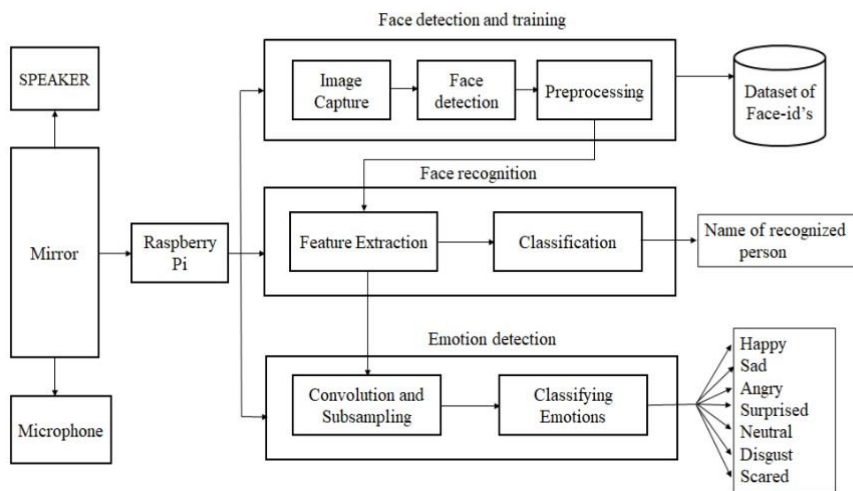 Face detection and training
SPEAKER
Image
Capture
Face
detection
Preprocessing
Dataset of
Face-id's
Face recognition
Mirror
Raspberry
Pi
Feature Extraction
Classification
Name of recognized
person
Emotion detection
Microphone
Convolution and
Subsampling
Classifying
Emotions
Happy
Sad
Angry
Surprised
Neutral
Disgust
Scared